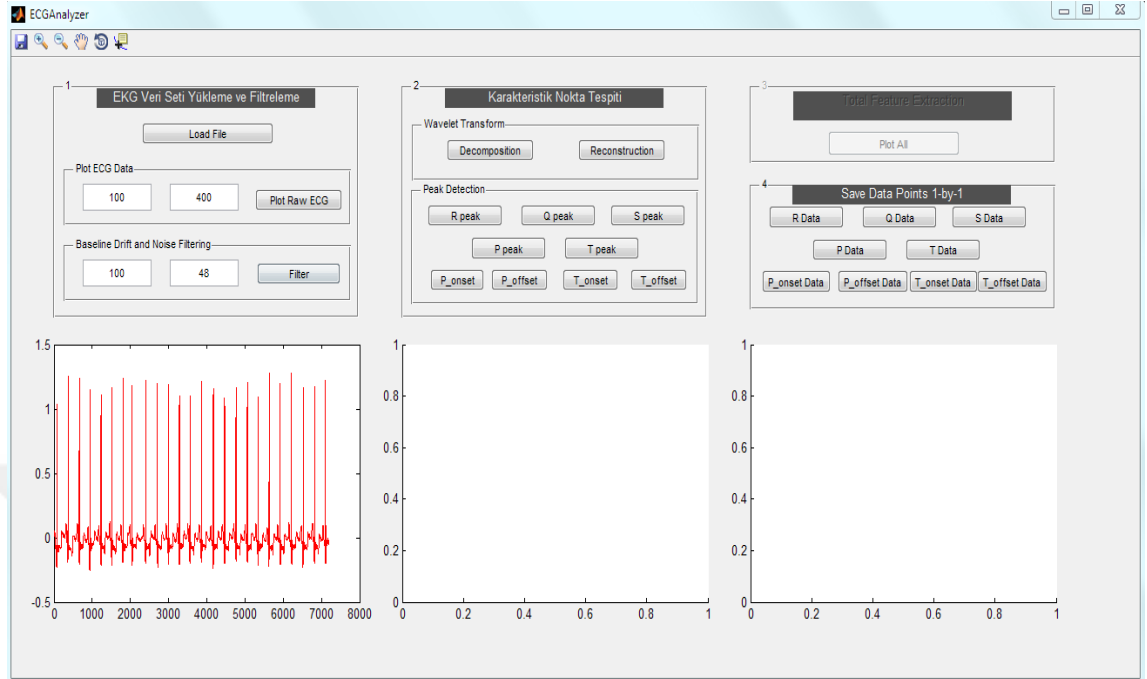 ECGAnalyzer
1
EKG Veri Seti Yükleme ve Filtreleme
Load File
Plot ECG Data
100
400
Plot Raw ECG
Baseline Drift and Noise Filtering
100
48
Filter
2
Karakteristik Nokta Tespiti
Wavelet Transform
Decomposition
Reconstruction
Peak Detection
R peak
Q peak
S peak
P peak
T peak
P_onset
P_offset
T_onset
T_offset
3
Total Feature Extraction
Plot All
4
Save Data Points 1-by-1
R Data
Q Data
S Data
P Data
T Data
P_onset Data
P_offset Data
T_onset Data
T_offset Data
1.5
1
0.5
0
-0.5
0 1000 2000 3000 4000 5000 6000 7000 8000
1
0.8
0.6
0.4
0.2
0
0 0.2 0.4 0.6 0.8 1
1
0.8
0.6
0.4
0.2
0
0 0.2 0.4 0.6 0.8 1